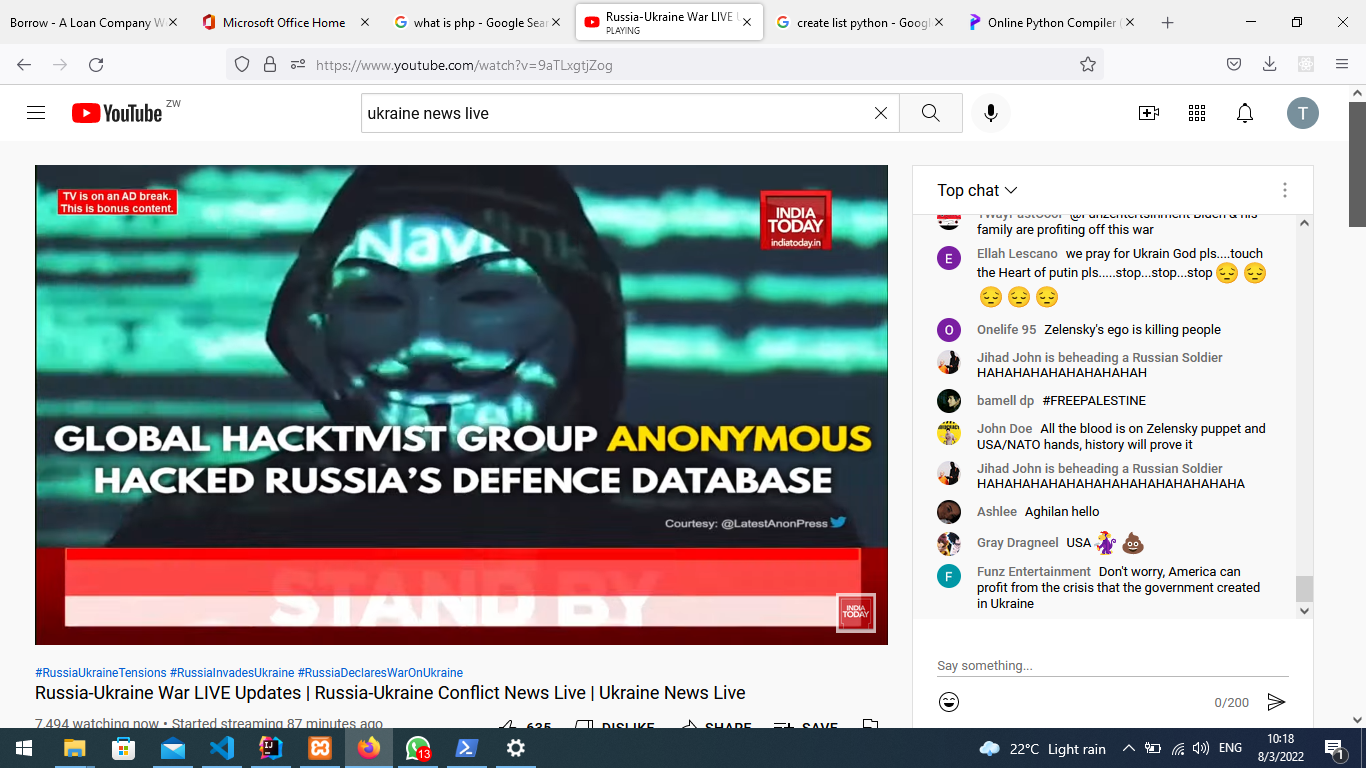 Borrow - A Loan Company W
Microsoft Office Home
what is php - Google Sear
Russia-Ukraine War LIVE U
PLAYING
create list python - Google
Online Python Compiler (
https://www.youtube.com/watch?v=9aTLxgtjZog
YouTube ZW
ukraine news live
T
TV is on an AD break.
This is bonus content.
INDIA
TODAY
indiatoday.in
GLOBAL HACKTIVIST GROUP ANONYMOUS
HACKED RUSSIA'S DEFENCE DATABASE
Courtesy: @LatestAnonPress
STAND BY
INDIA
TODAY
#RussiaUkraineTensions #RussiaInvadesUkraine #RussiaDeclaresWarOnUkraine
Russia-Ukraine War LIVE Updates | Russia-Ukraine Conflict News Live | Ukraine News Live
7,494 watching now • Started streaming 87 minutes ago
635 DISLIKE SHARE SAVE
Top chat
family are profiting off this war
E
Ellah Lescano we pray for Ukrain God pls....touch
the Heart of putin pls.....stop...stop...stop 😔 😔
😔 😔 😔
O
Onelife 95 Zelensky's ego is killing people
Jihad John is beheading a Russian Soldier
HAHAHAHAHAHAHAHAHAH
bamell dp #FREEPALESTINE
John Doe All the blood is on Zelensky puppet and
USA/NATO hands, history will prove it
Jihad John is beheading a Russian Soldier
HAHAHAHAHAHAHAHAHAHAHAHAHAHAHA
Ashlee Aghilan hello
Gray Dragneel USA 💩
F
Funz Entertainment Don't worry, America can
profit from the crisis that the government created
in Ukraine
Say something...
0/200
13
22°C Light rain
ENG
10:18
8/3/2022
1